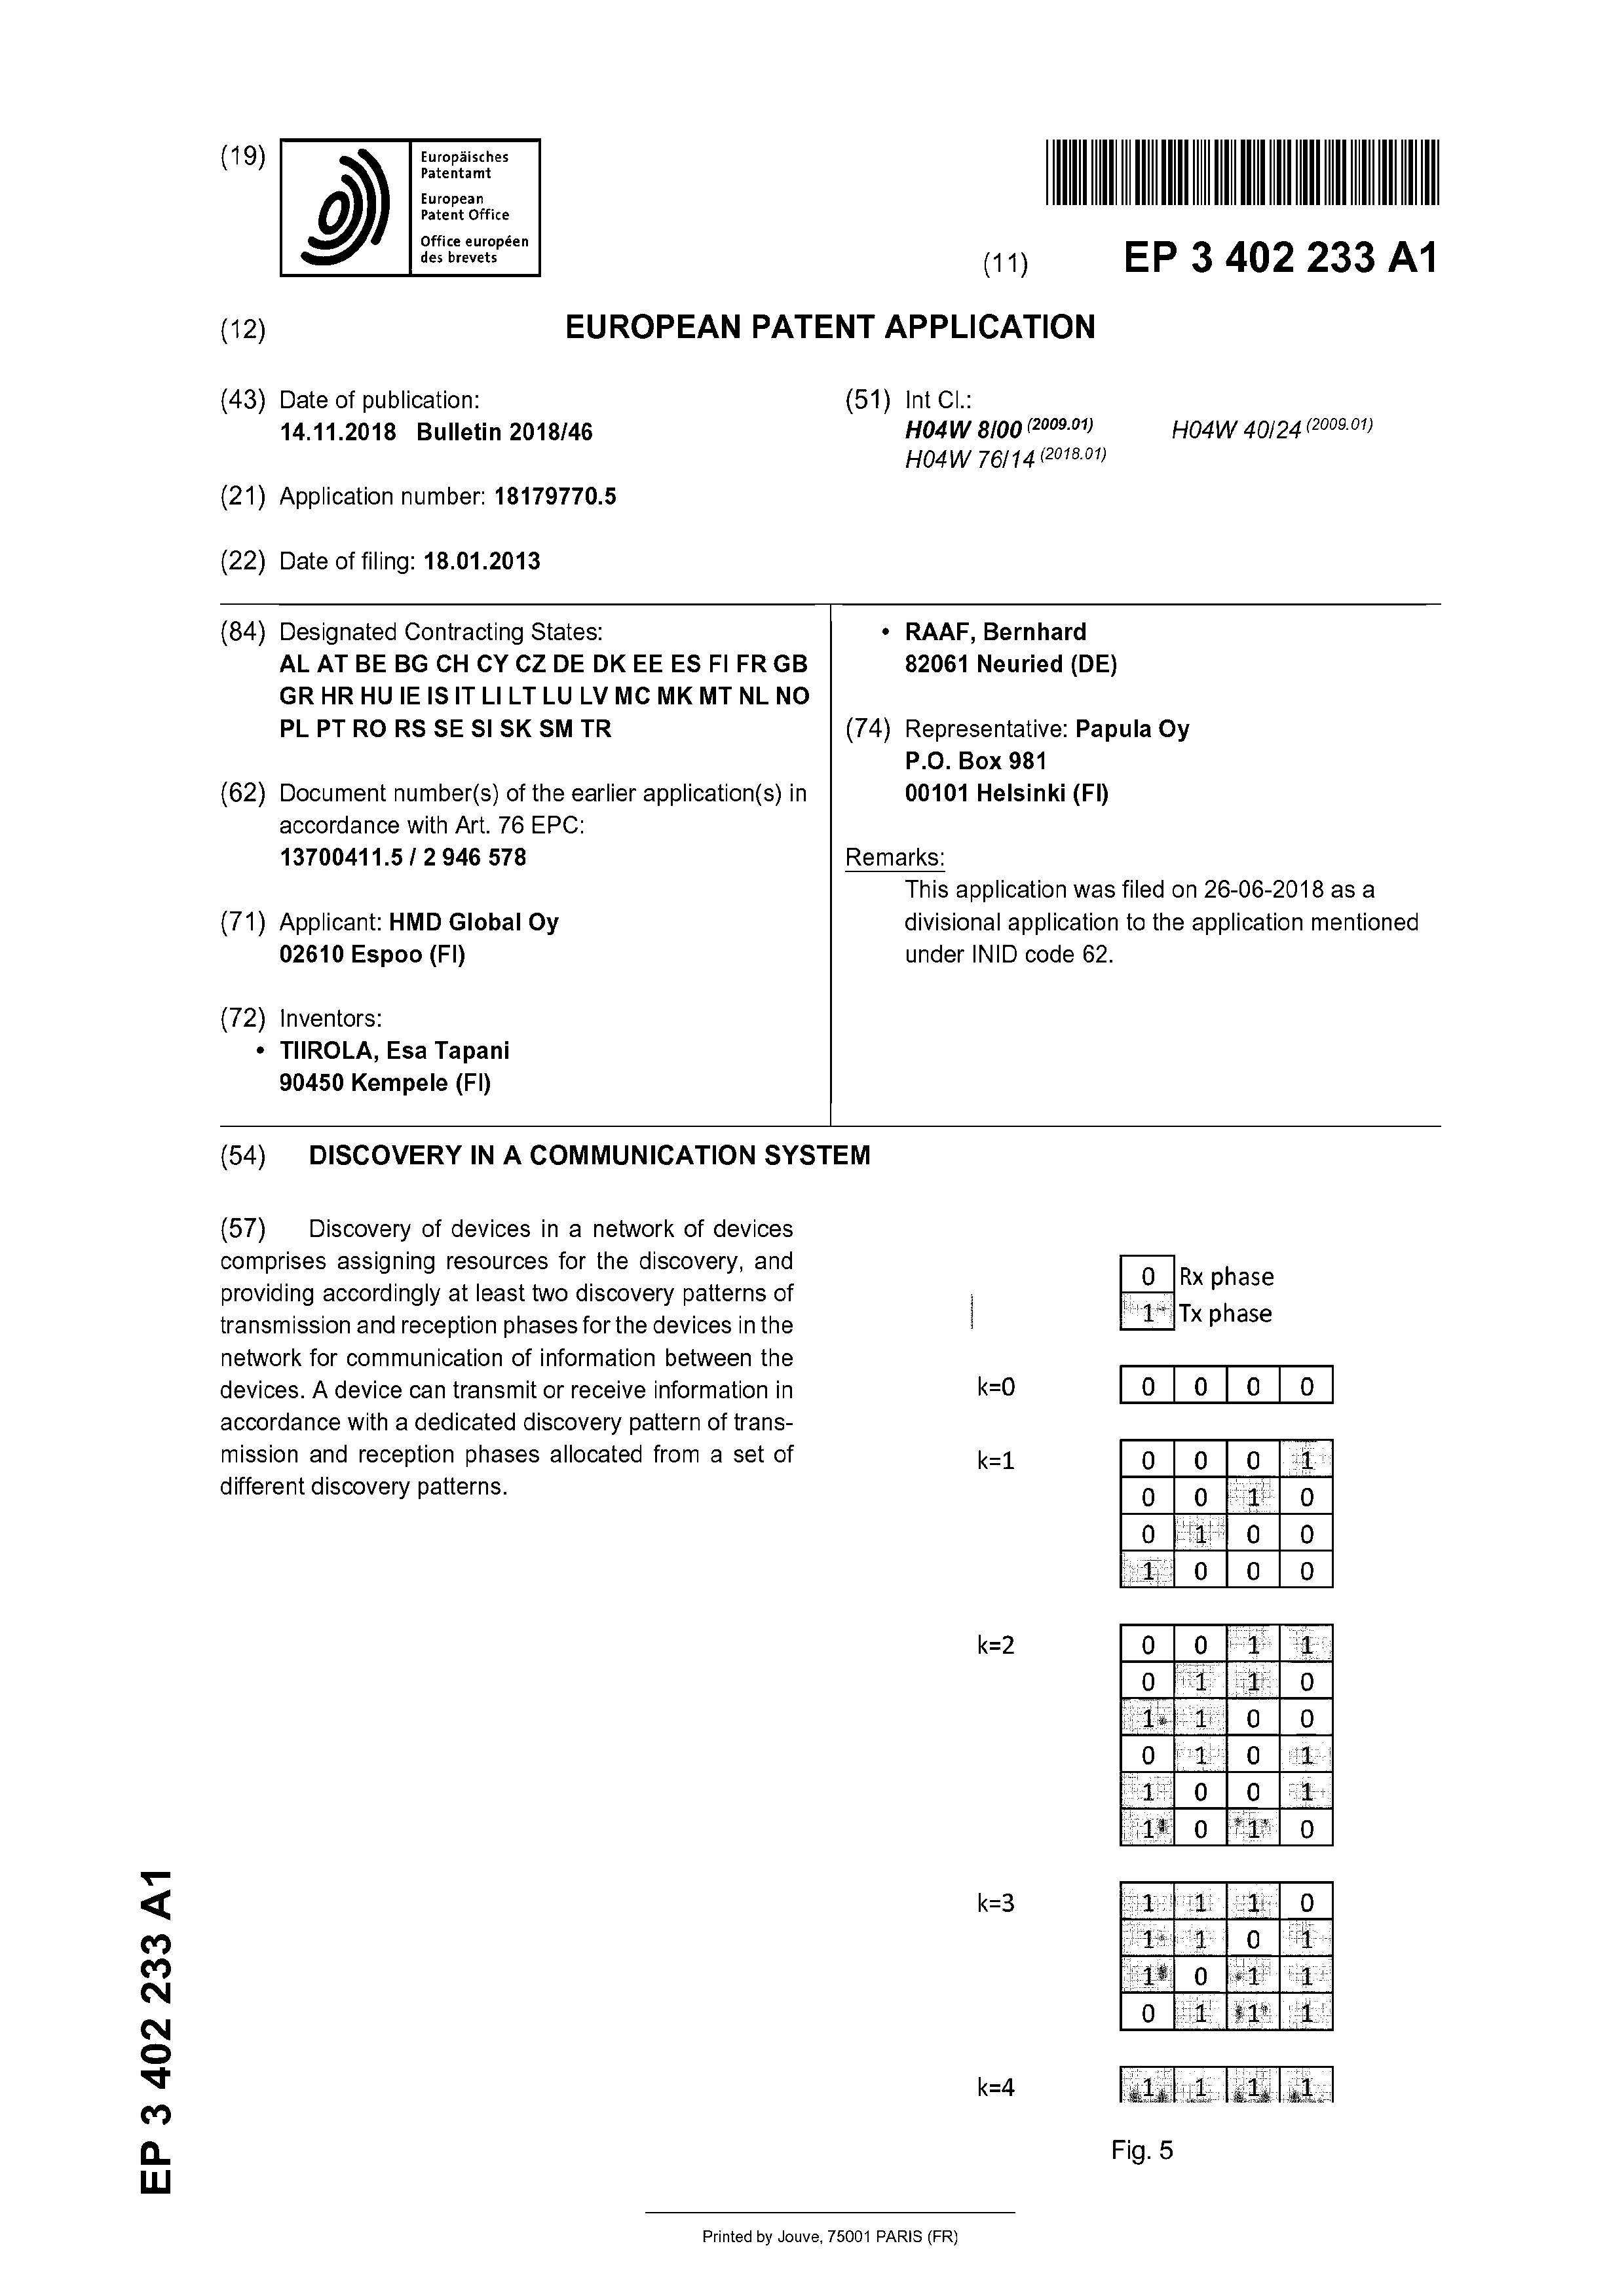 (19)
Europäisches
Patentamt
European
Patent Office
Office européen
des brevets
(11) EP 3 402 233 A1
(12) EUROPEAN PATENT APPLICATION
(43) Date of publication:
14.11.2018 Bulletin 2018/46
(21) Application number: 18179770.5
(22) Date of filing: 18.01.2013
(51) Int Cl.:
H04W 8/00 (2009.01) H04W 40/24 (2009.01)
H04W 76/14 (2018.01)
(84) Designated Contracting States:
AL AT BE BG CH CY CZ DE DK EE ES FI FR GB
GR HR HU IE IS IT LI LT LU LV MC MK MT NL NO
PL PT RO RS SE SI SK SM TR
(62) Document number(s) of the earlier application(s) in
accordance with Art. 76 EPC:
13700411.5 / 2 946 578
(71) Applicant: HMD Global Oy
02610 Espoo (FI)
(72) Inventors:
• TIIROLA, Esa Tapani
90450 Kempele (FI)
• RAAF, Bernhard
82061 Neuried (DE)
(74) Representative: Papula Oy
P.O. Box 981
00101 Helsinki (FI)
Remarks:
This application was filed on 26-06-2018 as a
divisional application to the application mentioned
under INID code 62.
(54) DISCOVERY IN A COMMUNICATION SYSTEM
(57) Discovery of devices in a network of devices
comprises assigning resources for the discovery, and
providing accordingly at least two discovery patterns of
transmission and reception phases for the devices in the
network for communication of information between the
devices. A device can transmit or receive information in
accordance with a dedicated discovery pattern of trans-
mission and reception phases allocated from a set of
different discovery patterns.
0 Rx phase
1 Tx phase
k=0 0 0 0 0
k=1 0 0 0 1
0 0 1 0
0 1 0 0
1 0 0 0
k=2 0 0 1 1
0 1 1 0
1 1 0 0
0 1 0 1
1 0 0 1
1 0 1 0
k=3 1 1 1 0
1 1 0 1
1 0 1 1
0 1 1 1
k=4 1 1 1 1
Fig. 5
EP 3 402 233 A1
Printed by Jouve, 75001 PARIS (FR)